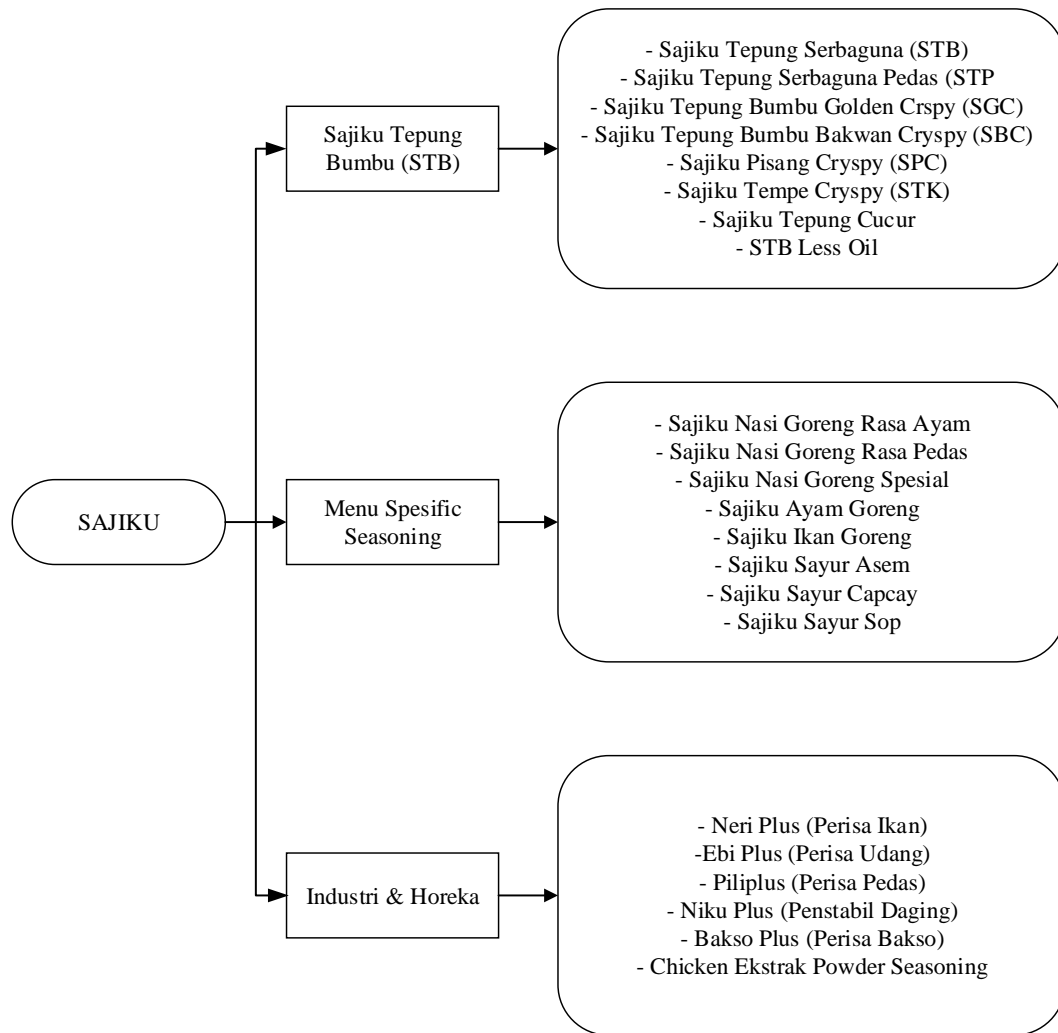 SAJIKU
Sajiku Tepung
Bumbu (STB)
- Sajiku Tepung Serbaguna (STB)
- Sajiku Tepung Serbaguna Pedas (STP
- Sajiku Tepung Bumbu Golden Crspy (SGC)
- Sajiku Tepung Bumbu Bakwan Cryspy (SBC)
- Sajiku Pisang Cryspy (SPC)
- Sajiku Tempe Cryspy (STK)
- Sajiku Tepung Cucur
- STB Less Oil
Menu Spesific
Seasoning
- Sajiku Nasi Goreng Rasa Ayam
- Sajiku Nasi Goreng Rasa Pedas
- Sajiku Nasi Goreng Spesial
- Sajiku Ayam Goreng
- Sajiku Ikan Goreng
- Sajiku Sayur Asem
- Sajiku Sayur Capcay
- Sajiku Sayur Sop
Industri & Horeka
- Neri Plus (Perisa Ikan)
-Ebi Plus (Perisa Udang)
- Piliplus (Perisa Pedas)
- Niku Plus (Penstabil Daging)
- Bakso Plus (Perisa Bakso)
- Chicken Ekstrak Powder Seasoning